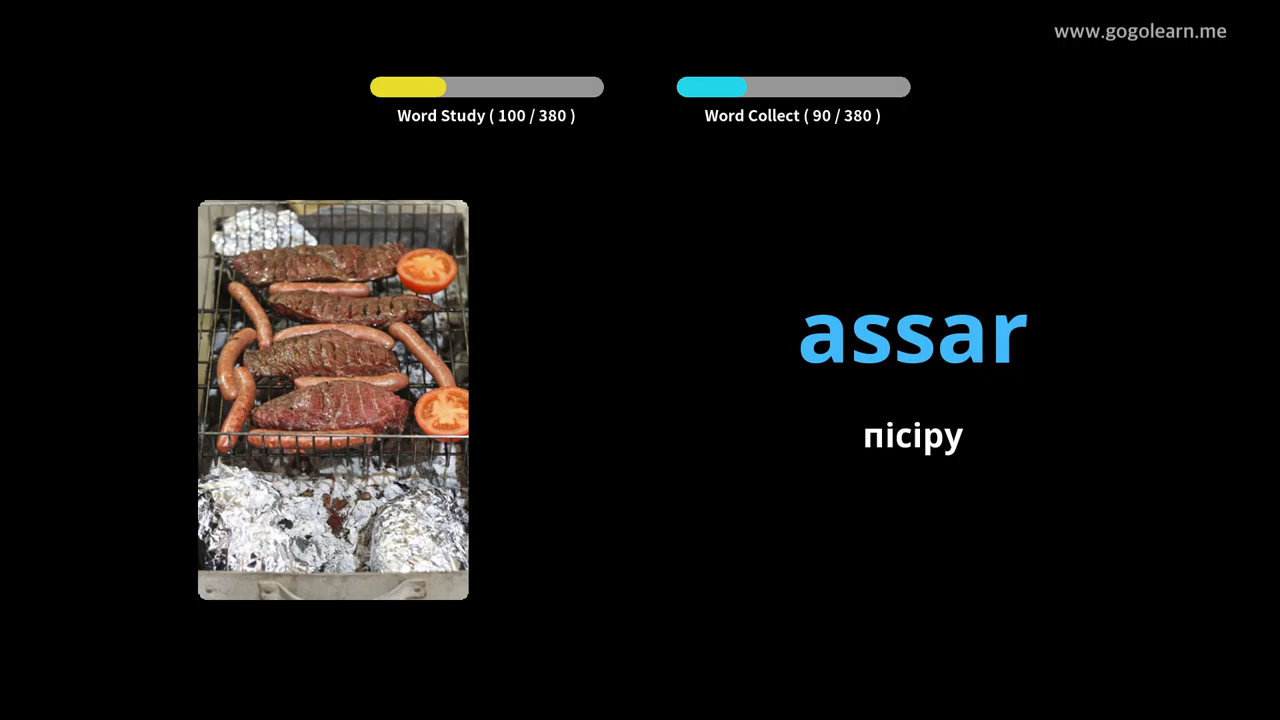 www.gogolearn.me
Word Study ( 100 / 380 )
Word Collect ( 90 / 380 )
assar
пісіру